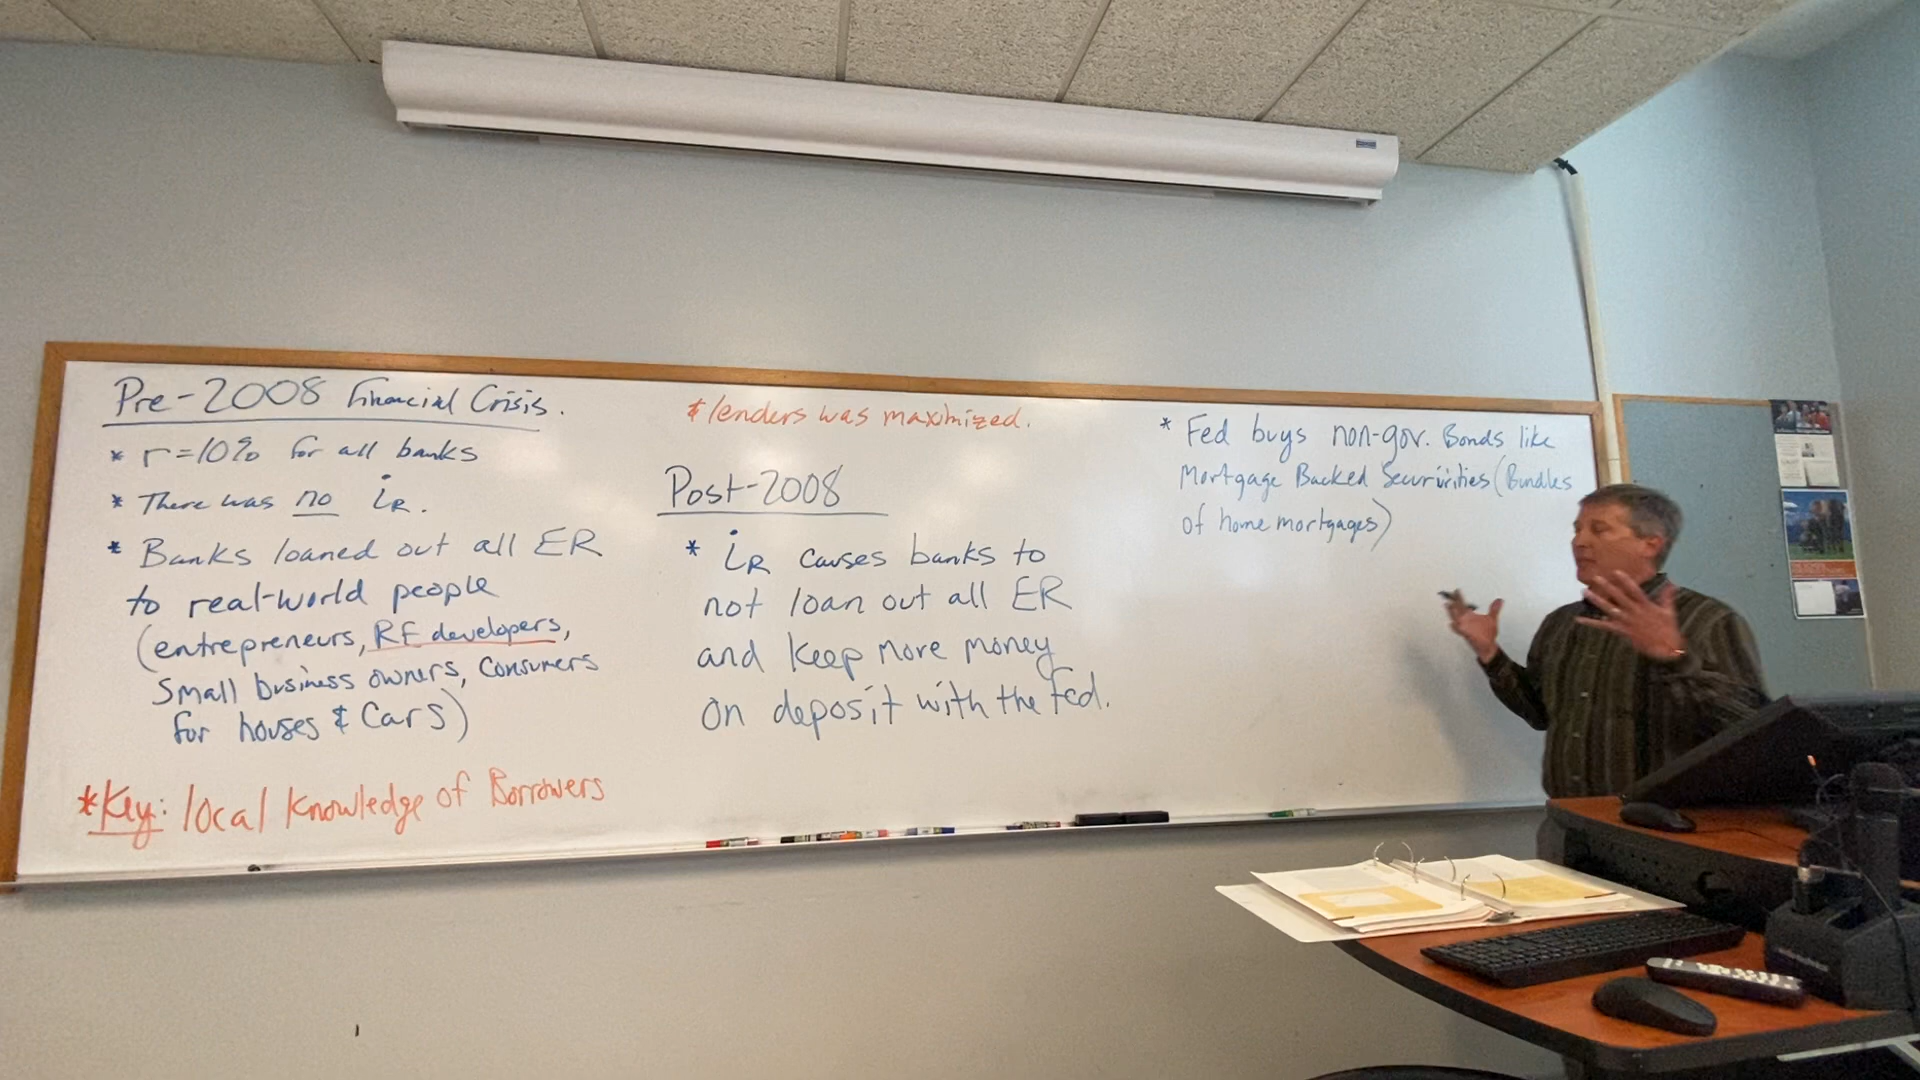 Pre-2008 Financial Crisis.
* r=10% for all banks
* There was no iR.
* Banks loaned out all ER
to real-world people
(entrepreneurs, RE developers,
small business owners, consumers
for houses & cars)
*Key: local knowledge of Borrowers
* lenders was maximized.
Post-2008
* iR causes banks to
not loan out all ER
and keep more money
on deposit with the Fed.
* Fed buys non-gov. Bonds like
Mortgage Backed Securirities (Bundles
of home mortgages)